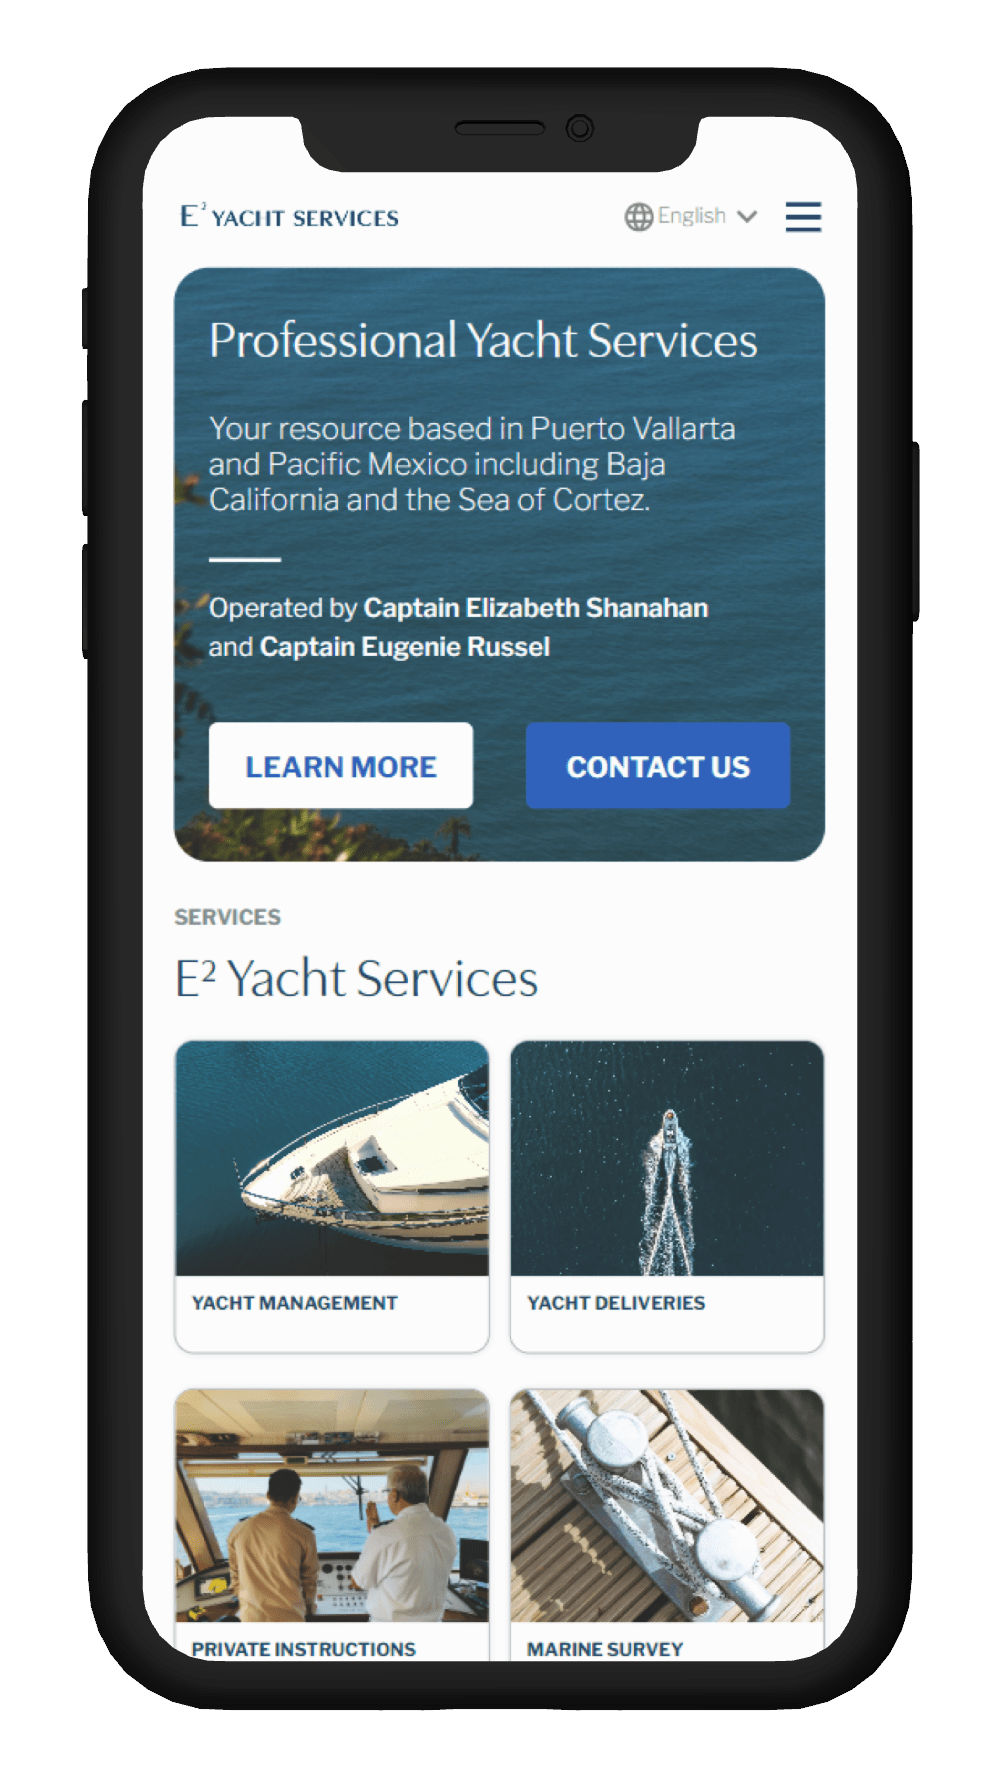 E² YACHT SERVICES
English
Professional Yacht Services
Your resource based in Puerto Vallarta
and Pacific Mexico including Baja
California and the Sea of Cortez.
Operated by Captain Elizabeth Shanahan
and Captain Eugenie Russel
LEARN MORE
CONTACT US
SERVICES
E² Yacht Services
YACHT MANAGEMENT
YACHT DELIVERIES
PRIVATE INSTRUCTIONS
MARINE SURVEY